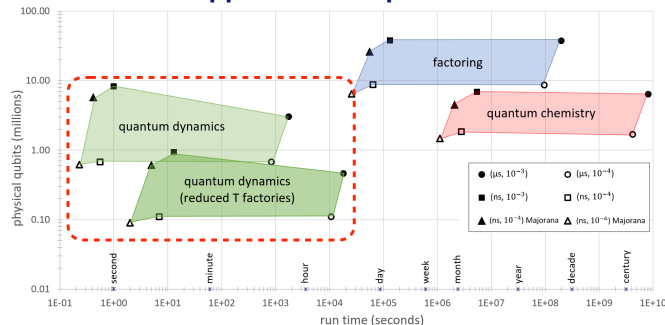 100.00
10.00
1.00
0.10
0.01
physical qubits (millions)
factoring
quantum dynamics
quantum chemistry
quantum dynamics
(reduced T factories)
(µs, 10⁻³)
(µs, 10⁻⁴)
(ns, 10⁻³)
(ns, 10⁻⁴)
(ns, 10⁻⁴) Majorana
(ns, 10⁻⁶) Majorana
second
minute
hour
day
week
month
year
decade
century
1E-01 1E+00 1E+01 1E+02 1E+03 1E+04 1E+05 1E+06 1E+07 1E+08 1E+09 1E+10
run time (seconds)